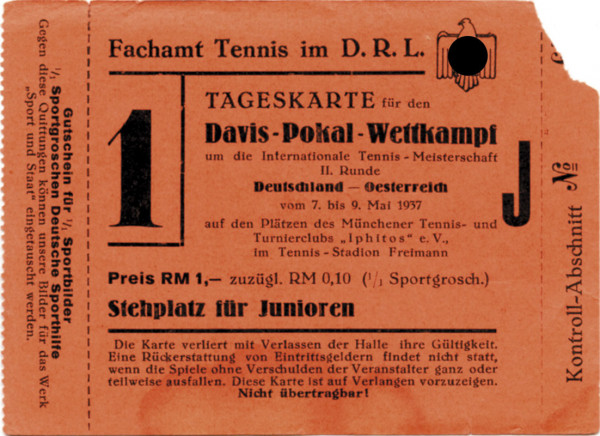 Gutschein für ¹/₁ Sportbilder
¹/₁ Sportgroschen Deutsche Sporthilfe
Gegen diese Quittungen können unsere Bilder für das Werk
„Sport und Staat" eingetauscht werden.
Fachamt Tennis im D. R. L.
1
TAGESKARTE für den
Davis-Pokal-Wettkampf
um die Internationale Tennis-Meisterschaft
II. Runde
Deutschland — Oesterreich
vom 7. bis 9. Mai 1937
auf den Plätzen des Münchener Tennis- und
Turnierclubs „Iphitos" e. V.,
im Tennis-Stadion Freimann
J
Preis RM 1,— zuzügl. RM 0,10 (¹/₁ Sportgrosch.)
Stehplatz für Junioren
Die Karte verliert mit Verlassen der Halle ihre Gültigkeit.
Eine Rückerstattung von Eintrittsgeldern findet nicht statt,
wenn die Spiele ohne Verschulden der Veranstalter ganz oder
teilweise ausfallen. Diese Karte ist auf Verlangen vorzuzeigen.
Nicht übertragbar!
Kontroll-Abschnitt №